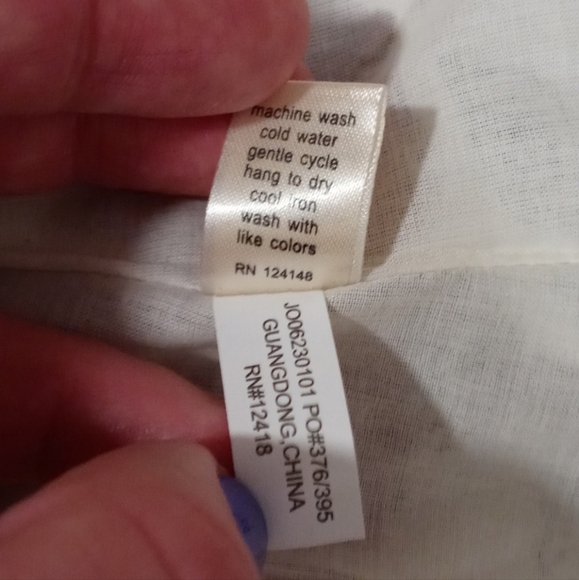 machine wash
cold water
gentle cycle
hang to dry
cool iron
wash with
like colors
RN 124148
JO06230101 PO#376/395
GUANGDONG,CHINA
RN#12418